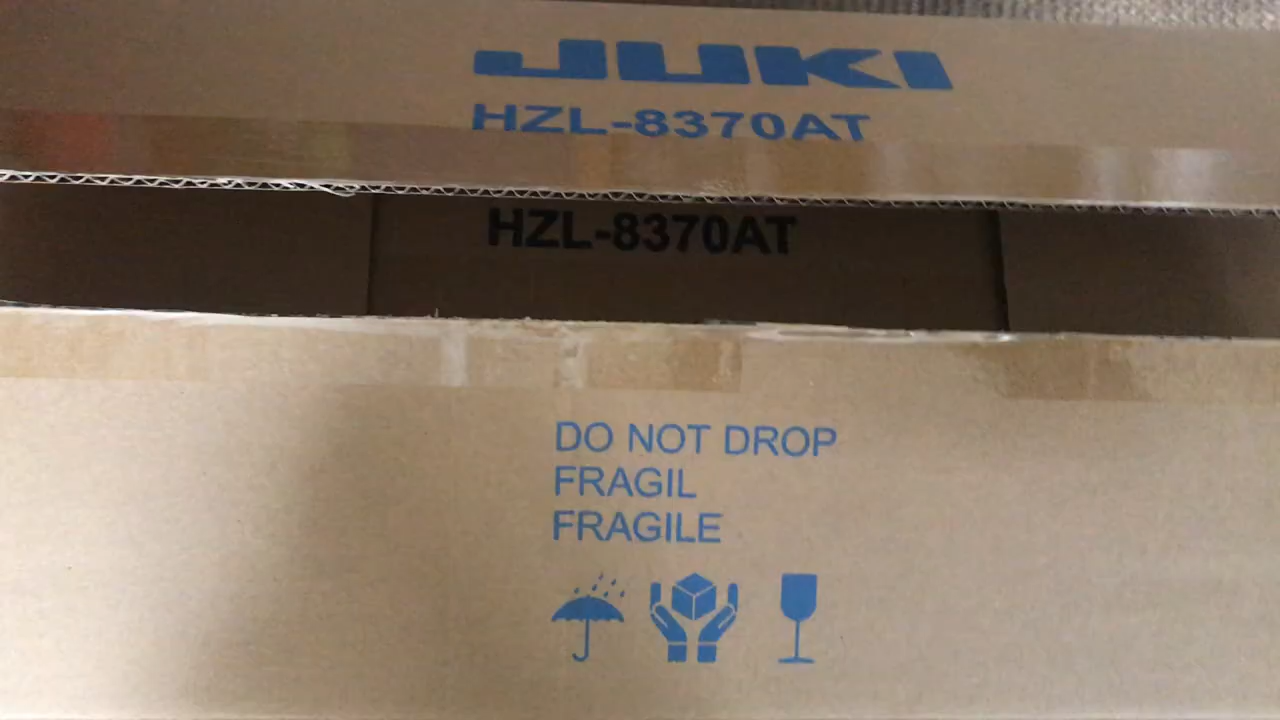 JUKI
HZL-8370AT
HZL-8370AT
DO NOT DROP
FRAGIL
FRAGILE